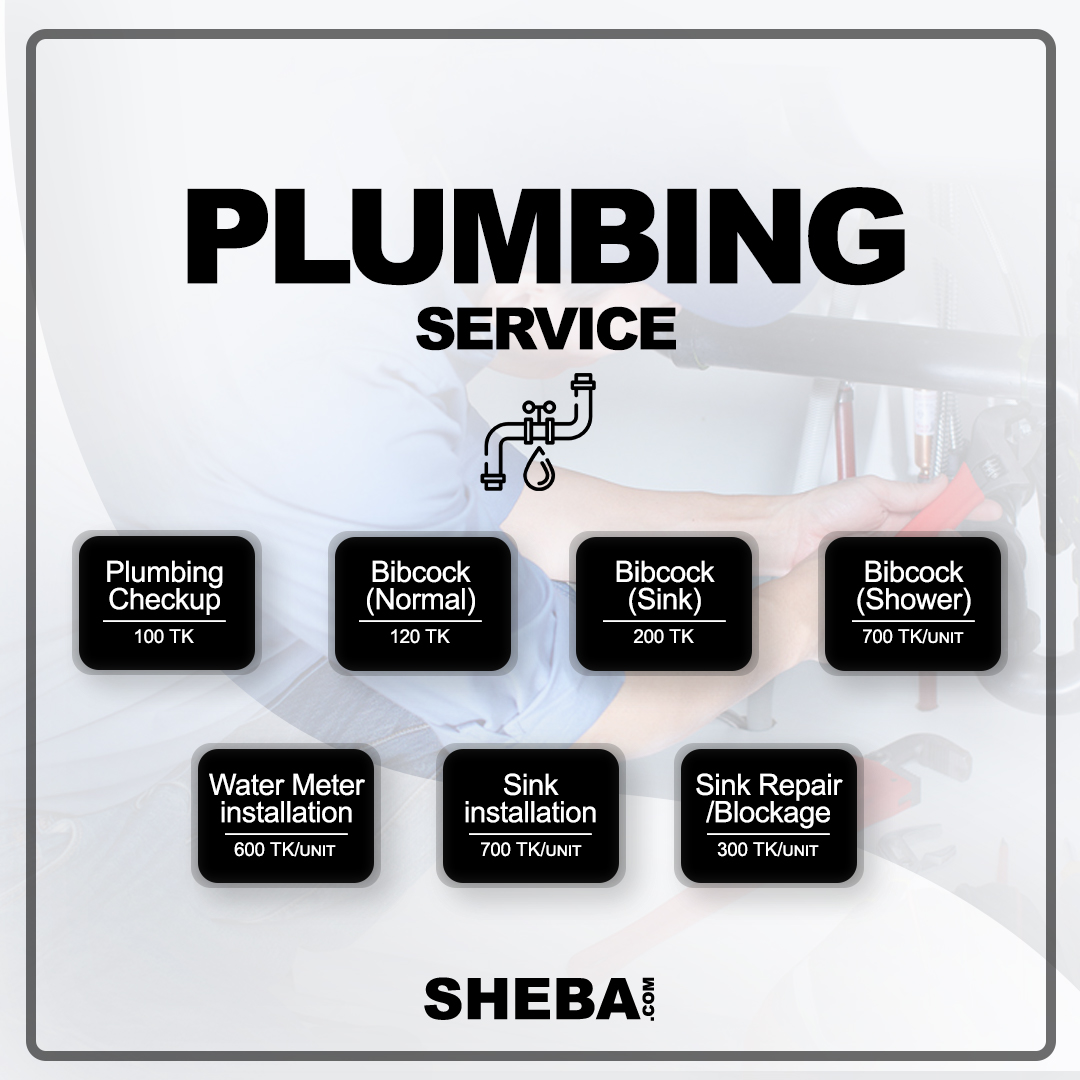 PLUMBING
SERVICE
Plumbing
Checkup
100 TK
Bibcock
(Normal)
120 TK
Bibcock
(Sink)
200 TK
Bibcock
(Shower)
700 TK/UNIT
Water Meter
installation
600 TK/UNIT
Sink
installation
700 TK/UNIT
Sink Repair
/Blockage
300 TK/UNIT
SHEBA.COM